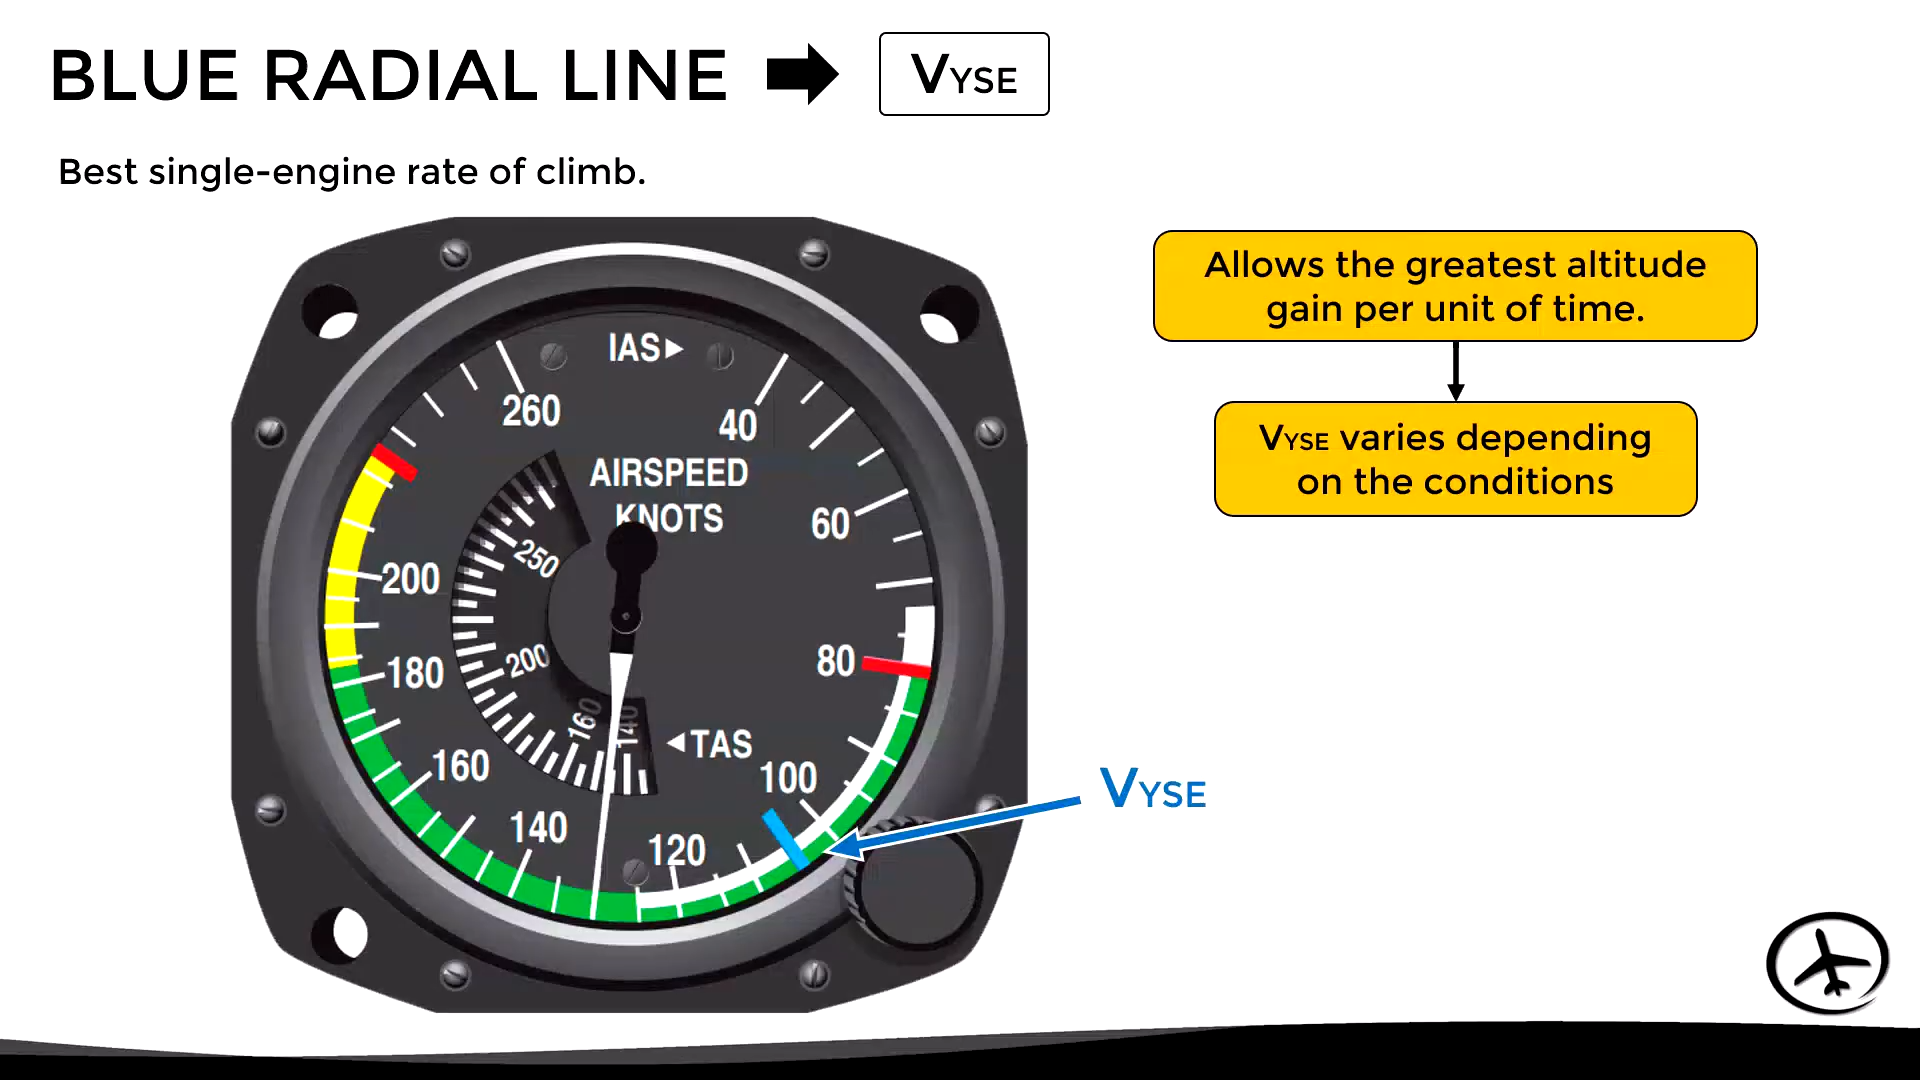 BLUE RADIAL LINE
VYSE
Best single-engine rate of climb.
Allows the greatest altitude
gain per unit of time.
VYSE varies depending
on the conditions
IAS
260
40
AIRSPEED
KNOTS
60
250
200
80
180
200
160
140
TAS
160
100
140
120
VYSE